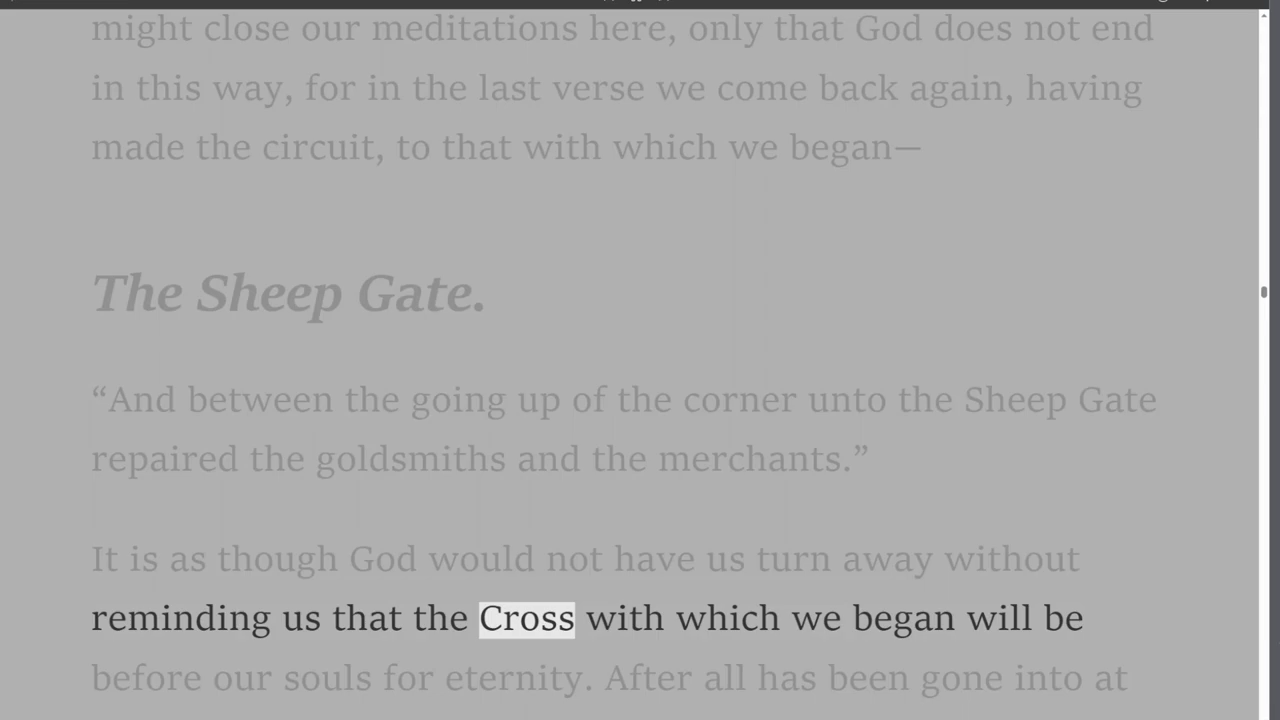 might close our meditations here, only that God does not end
in this way, for in the last verse we come back again, having
made the circuit, to that with which we began—
The Sheep Gate.
“And between the going up of the corner unto the Sheep Gate
repaired the goldsmiths and the merchants.”
It is as though God would not have us turn away without
reminding us that the Cross with which we began will be
before our souls for eternity. After all has been gone into at